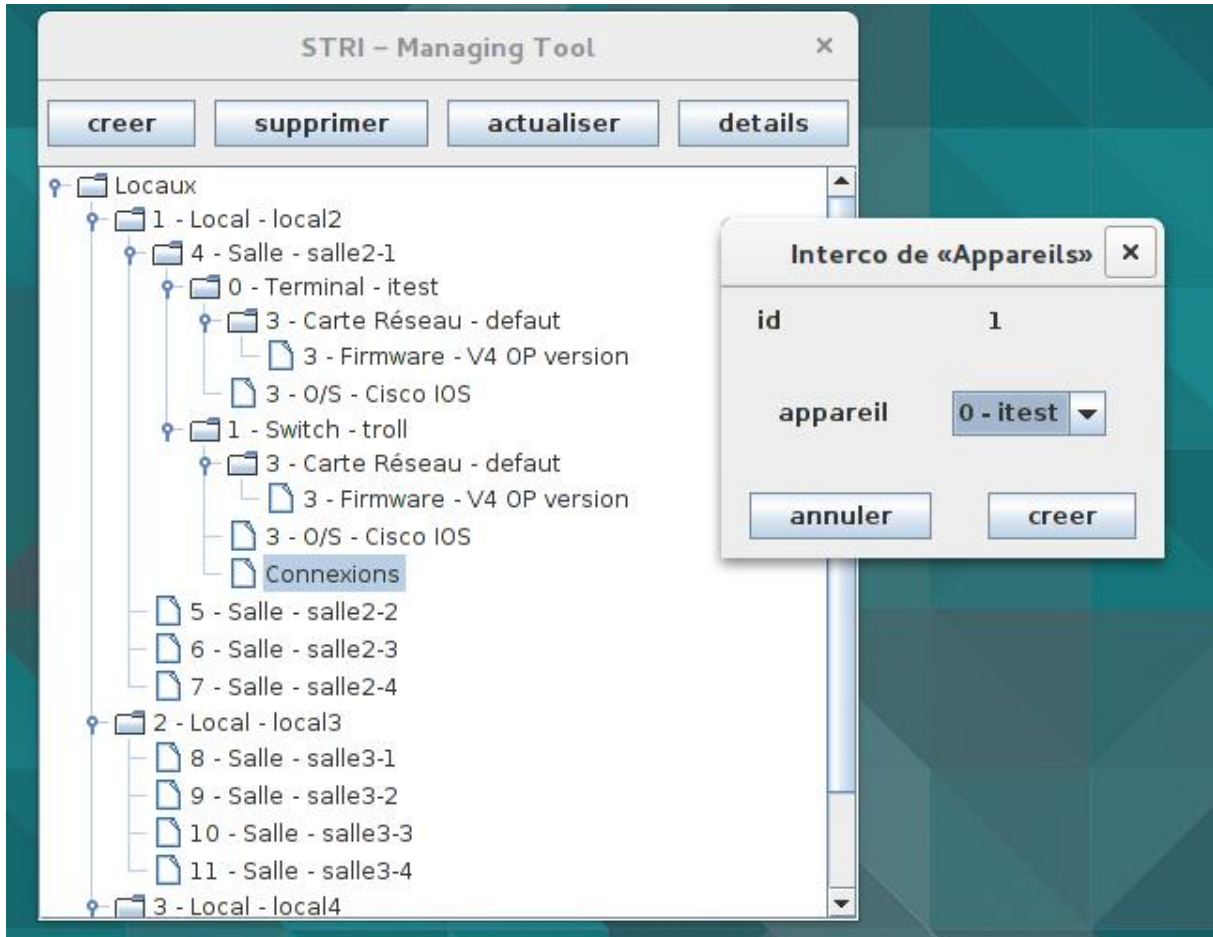 STRI – Managing Tool ×
creer supprimer actualiser details
Locaux
1 - Local - local2
4 - Salle - salle2-1
0 - Terminal - itest
3 - Carte Réseau - defaut
3 - Firmware - V4 OP version
3 - O/S - Cisco IOS
1 - Switch - troll
3 - Carte Réseau - defaut
3 - Firmware - V4 OP version
3 - O/S - Cisco IOS
Connexions
5 - Salle - salle2-2
6 - Salle - salle2-3
7 - Salle - salle2-4
2 - Local - local3
8 - Salle - salle3-1
9 - Salle - salle3-2
10 - Salle - salle3-3
11 - Salle - salle3-4
3 - Local - local4
Interco de «Appareils» ×
id 1
appareil 0 - itest
annuler creer